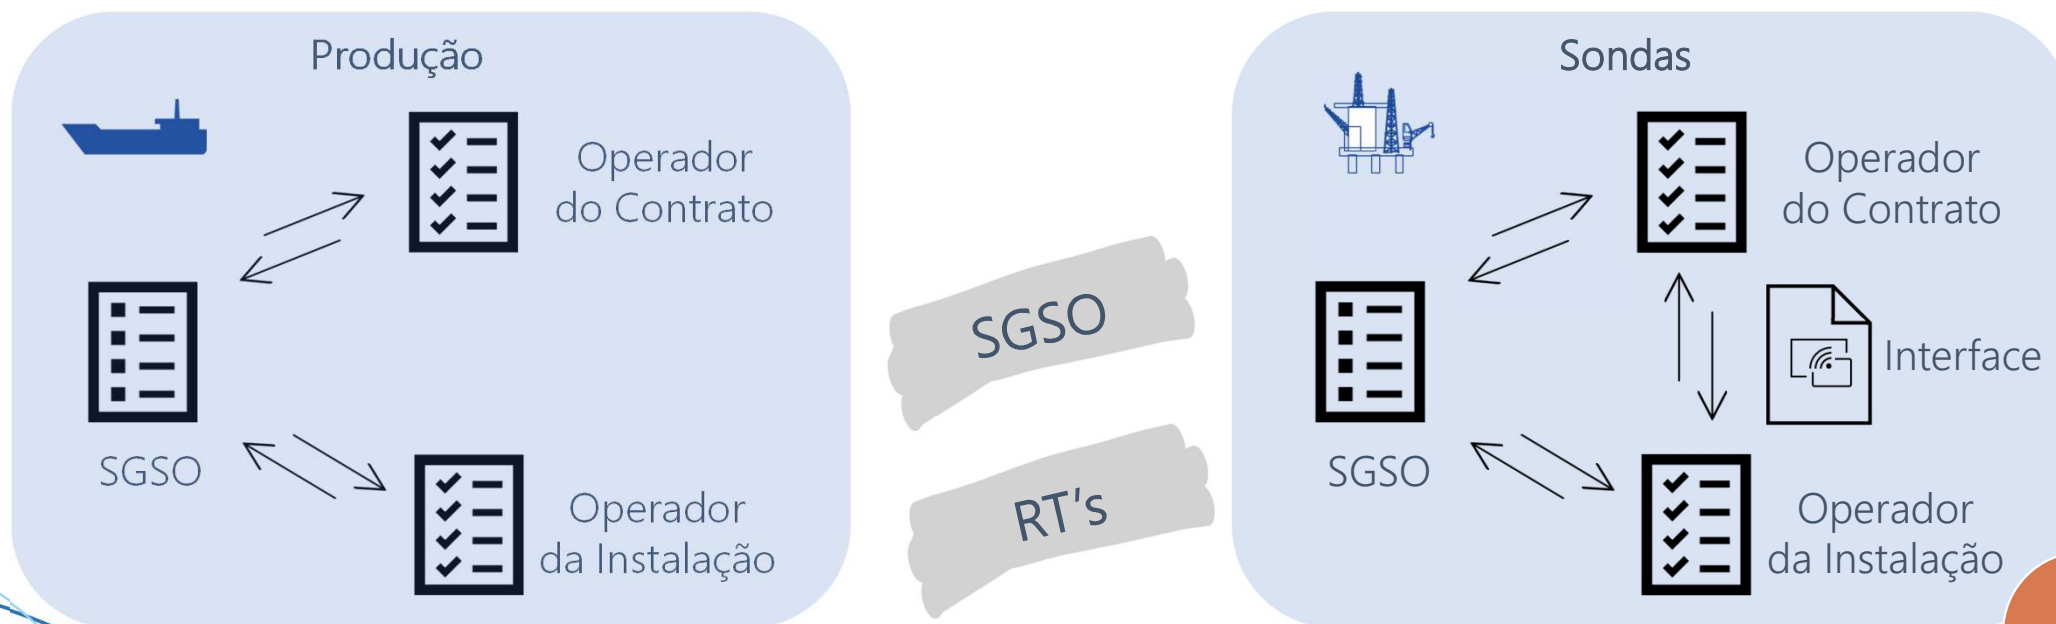 Produção
Operador
do Contrato
SGSO
Operador
da Instalação
SGSO
RT's
Sondas
Operador
do Contrato
Interface
SGSO
Operador
da Instalação